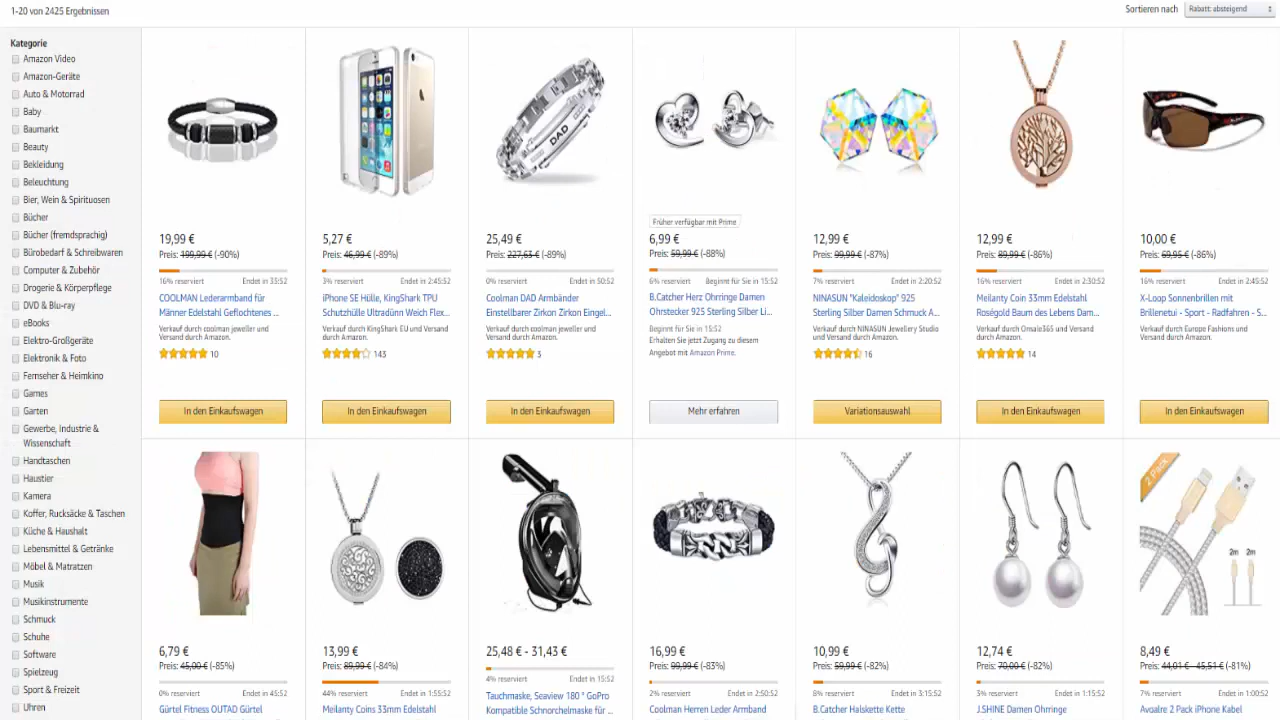 1-20 von 2425 Ergebnissen
Sortieren nach
Rabatt: absteigend
Kategorie
Amazon Video
Amazon-Geräte
Auto & Motorrad
Baby
Baumarkt
Beauty
Bekleidung
Beleuchtung
Bier, Wein & Spirituosen
Bücher
Bücher (fremdsprachig)
Bürobedarf & Schreibwaren
Computer & Zubehör
Drogerie & Körperpflege
DVD & Blu-ray
eBooks
Elektro-Großgeräte
Elektronik & Foto
Fernseher & Heimkino
Games
Garten
Gewerbe, Industrie &
Wissenschaft
Handtaschen
Haustier
Kamera
Koffer, Rucksäcke & Taschen
Küche & Haushalt
Lebensmittel & Getränke
Möbel & Matratzen
Musik
Musikinstrumente
Schmuck
Schuhe
Software
Spielzeug
Sport & Freizeit
Uhren
19,99 €
Preis: 199,99 € (-90%)
16% reserviert Endet in 33:52
COOLMAN Lederarmband für
Männer Edelstahl Geflochtenes ...
Verkauf durch coolman jeweller und
Versand durch Amazon.
10
In den Einkaufswagen
5,27 €
Preis: 46,99 € (-89%)
3% reserviert Endet in 2:45:52
iPhone SE Hülle, KingShark TPU
Schutzhülle Ultradünn Weich Flex...
Verkauf durch KingShark EU und Versand
durch Amazon.
143
In den Einkaufswagen
DAD
25,49 €
Preis: 227,63 € (-89%)
0% reserviert Endet in 50:52
Coolman DAD Armbänder
Einstellbarer Zirkon Zirkon Eingel...
Verkauf durch coolman jeweller und
Versand durch Amazon.
3
In den Einkaufswagen
Früher verfügbar mit Prime
6,99 €
Preis: 59,99 € (-88%)
6% reserviert Beginnt für Sie in 15:52
B.Catcher Herz Ohrringe Damen
Ohrstecker 925 Sterling Silber Li...
Beginnt für Sie in 15:52
Erhalten Sie jetzt Zugang zu diesem
Angebot mit Amazon Prime.
Mehr erfahren
12,99 €
Preis: 99,99 € (-87%)
7% reserviert Endet in 2:20:52
NINASUN "Kaleidoskop" 925
Sterling Silber Damen Schmuck A...
Verkauf durch NINASUN Jewellery Studio
und Versand durch Amazon.
16
Variationsauswahl
12,99 €
Preis: 89,99 € (-86%)
16% reserviert Endet in 2:30:52
Meilanty Coin 33mm Edelstahl
Roségold Baum des Lebens Dam...
Verkauf durch Onsale365 und Versand
durch Amazon.
14
In den Einkaufswagen
10,00 €
Preis: 69,95 € (-86%)
16% reserviert Endet in 2:45:52
X-Loop Sonnenbrillen mit
Brillenetui - Sport - Radfahren - S...
Verkauf durch Europe Fashions und
Versand durch Amazon.
In den Einkaufswagen
6,79 €
Preis: 45,00 € (-85%)
0% reserviert Endet in 45:52
Gürtel Fitness OUTAD Gürtel
13,99 €
Preis: 89,99 € (-84%)
44% reserviert Endet in 1:55:52
Meilanty Coins 33mm Edelstahl
25,48 € - 31,43 €
4% reserviert Endet in 15:52
Tauchmaske, Seaview 180 ° GoPro
Kompatible Schnorchelmaske für ...
16,99 €
Preis: 99,99 € (-83%)
2% reserviert Endet in 2:50:52
Coolman Herren Leder Armband
10,99 €
Preis: 59,99 € (-82%)
8% reserviert Endet in 3:15:52
B.Catcher Halskette Kette
12,74 €
Preis: 70,00 € (-82%)
3% reserviert Endet in 1:15:52
J.SHINE Damen Ohrringe
2 Pack
2m 2m
8,49 €
Preis: 44,01 € - 45,51 € (-81%)
7% reserviert Endet in 1:00:52
Avoalre 2 Pack iPhone Kabel